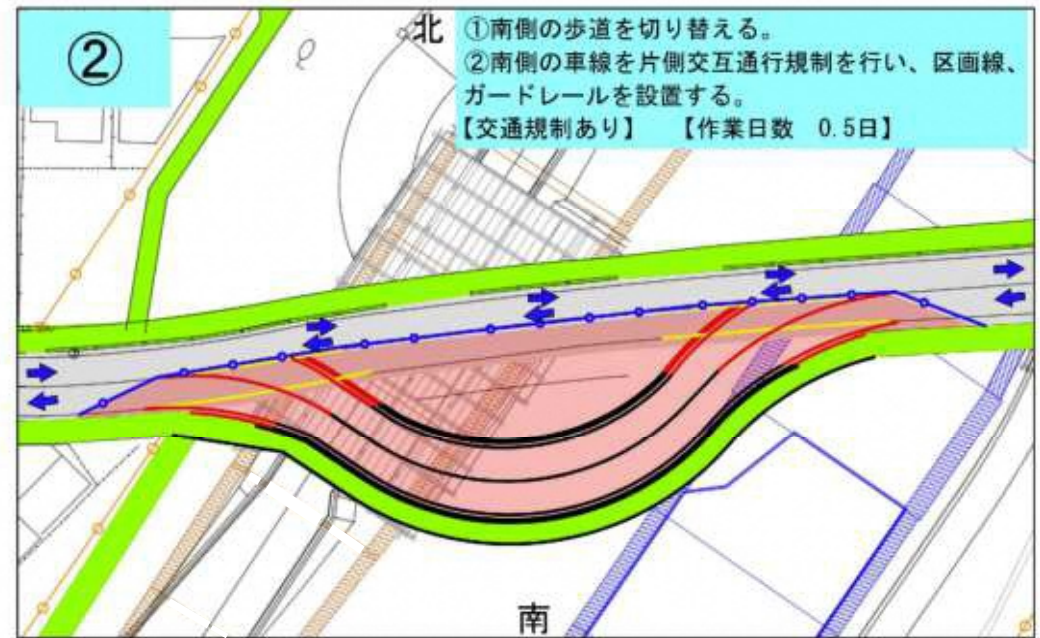 ②
北
①南側の歩道を切り替える。
②南側の車線を片側交互通行規制を行い、区画線、
ガードレールを設置する。
【交通規制あり】　【作業日数　0.5日】
南